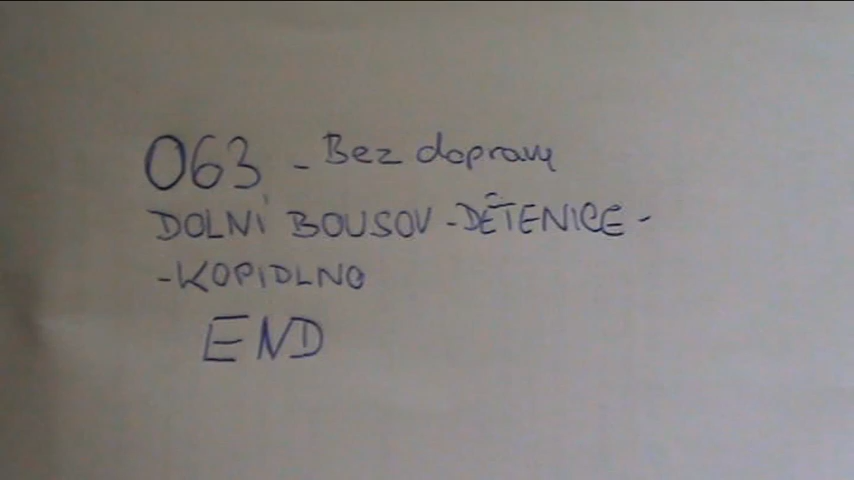 063 - Bez dopravy
DOLNÍ BOUSOV - DĚTENICE -
- KOPIDLNO
END